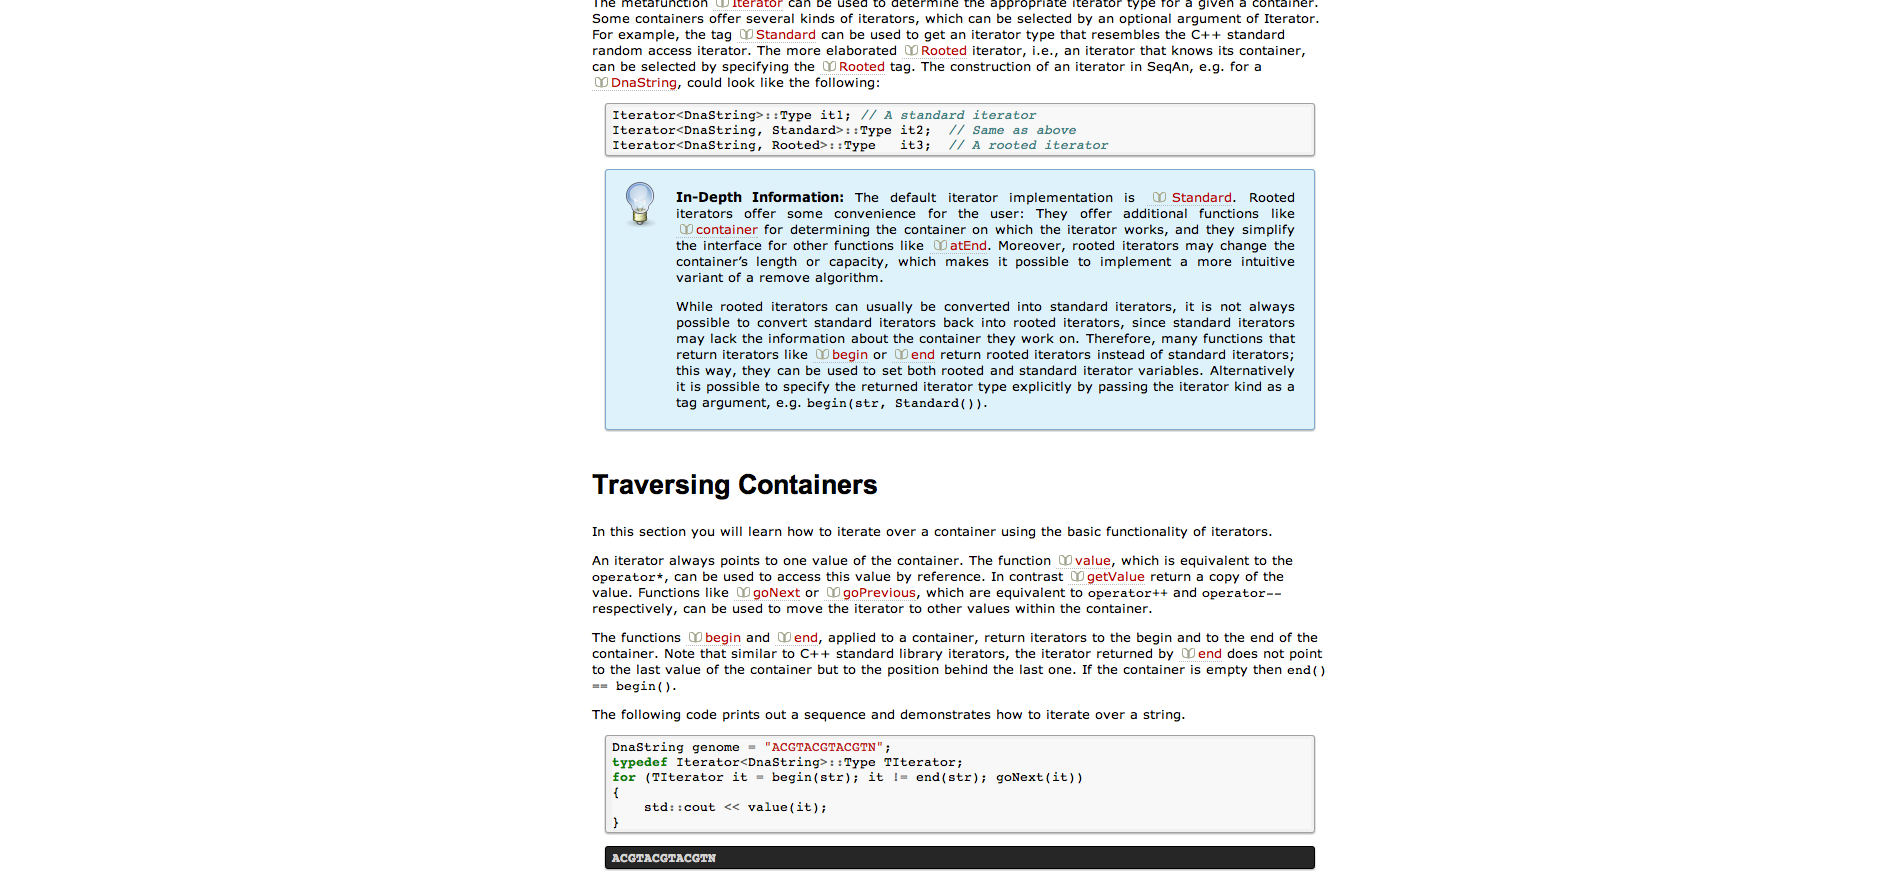 The metafunction Iterator can be used to determine the appropriate iterator type for a given a container.
Some containers offer several kinds of iterators, which can be selected by an optional argument of Iterator.
For example, the tag Standard can be used to get an iterator type that resembles the C++ standard
random access iterator. The more elaborated Rooted iterator, i.e., an iterator that knows its container,
can be selected by specifying the Rooted tag. The construction of an iterator in SeqAn, e.g. for a
DnaString, could look like the following:
Iterator<DnaString>::Type it1; // A standard iterator
Iterator<DnaString, Standard>::Type it2;  // Same as above
Iterator<DnaString, Rooted>::Type   it3;  // A rooted iterator
In-Depth Information: The default iterator implementation is Standard. Rooted
iterators offer some convenience for the user: They offer additional functions like
container for determining the container on which the iterator works, and they simplify
the interface for other functions like atEnd. Moreover, rooted iterators may change the
container’s length or capacity, which makes it possible to implement a more intuitive
variant of a remove algorithm.
While rooted iterators can usually be converted into standard iterators, it is not always
possible to convert standard iterators back into rooted iterators, since standard iterators
may lack the information about the container they work on. Therefore, many functions that
return iterators like begin or end return rooted iterators instead of standard iterators;
this way, they can be used to set both rooted and standard iterator variables. Alternatively
it is possible to specify the returned iterator type explicitly by passing the iterator kind as a
tag argument, e.g. begin(str, Standard()).
Traversing Containers
In this section you will learn how to iterate over a container using the basic functionality of iterators.
An iterator always points to one value of the container. The function value, which is equivalent to the
operator*, can be used to access this value by reference. In contrast getValue return a copy of the
value. Functions like goNext or goPrevious, which are equivalent to operator++ and operator--
respectively, can be used to move the iterator to other values within the container.
The functions begin and end, applied to a container, return iterators to the begin and to the end of the
container. Note that similar to C++ standard library iterators, the iterator returned by end does not point
to the last value of the container but to the position behind the last one. If the container is empty then end()
== begin().
The following code prints out a sequence and demonstrates how to iterate over a string.
DnaString genome = "ACGTACGTACGTN";
typedef Iterator<DnaString>::Type TIterator;
for (TIterator it = begin(str); it != end(str); goNext(it))
{
    std::cout << value(it);
}
ACGTACGTACGTN